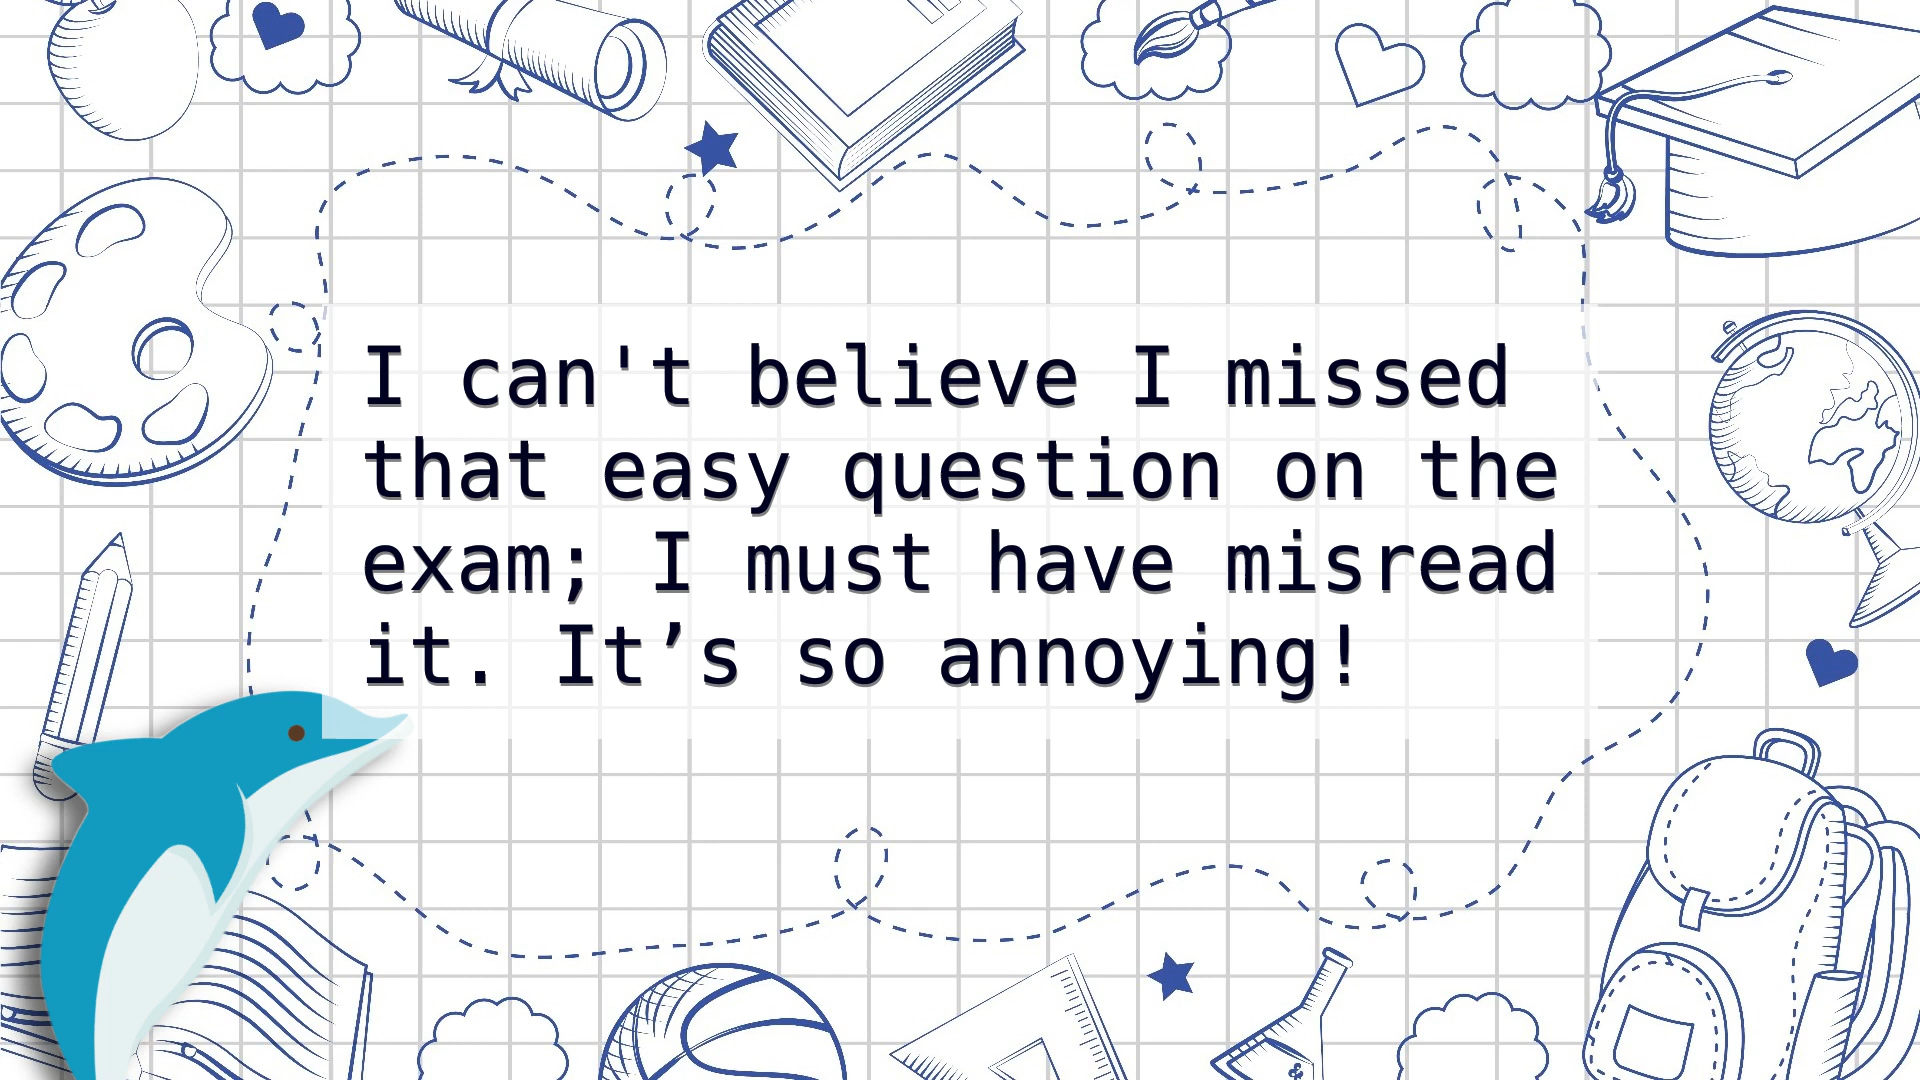 I can't believe I missed
that easy question on the
exam; I must have misread
it. It’s so annoying!